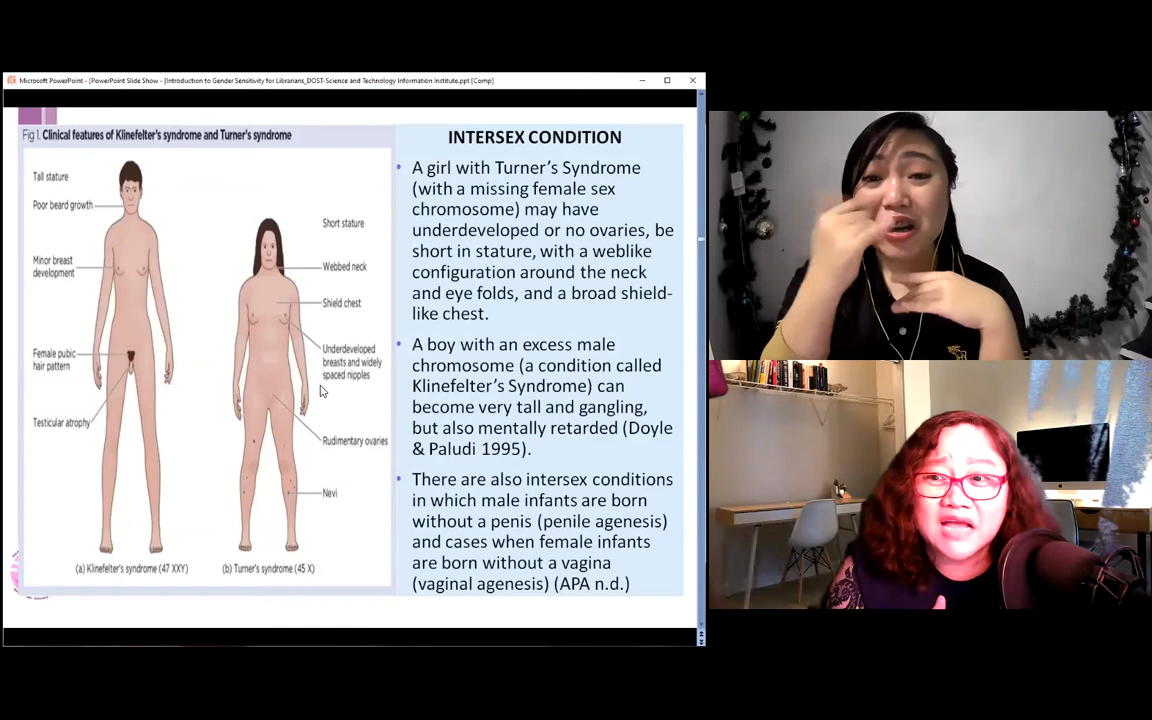 Microsoft PowerPoint - [PowerPoint Slide Show - [Introduction to Gender Sensitivity for Librarians_DOST-Science and Technology Information Institute.ppt [Comp]
Fig 1. Clinical features of Klinefelter's syndrome and Turner's syndrome
Tall stature
Poor beard growth
Minor breast
development
Female pubic
hair pattern
Testicular atrophy
Short stature
Webbed neck
Shield chest
Underdeveloped
breasts and widely
spaced nipples
Rudimentary ovaries
Nevi
(a) Klinefelter's syndrome (47 XXY)
(b) Turner's syndrome (45 X)
INTERSEX CONDITION
• A girl with Turner's Syndrome
(with a missing female sex
chromosome) may have
underdeveloped or no ovaries, be
short in stature, with a weblike
configuration around the neck
and eye folds, and a broad shield-
like chest.
• A boy with an excess male
chromosome (a condition called
Klinefelter's Syndrome) can
become very tall and gangling,
but also mentally retarded (Doyle
& Paludi 1995).
• There are also intersex conditions
in which male infants are born
without a penis (penile agenesis)
and cases when female infants
are born without a vagina
(vaginal agenesis) (APA n.d.)